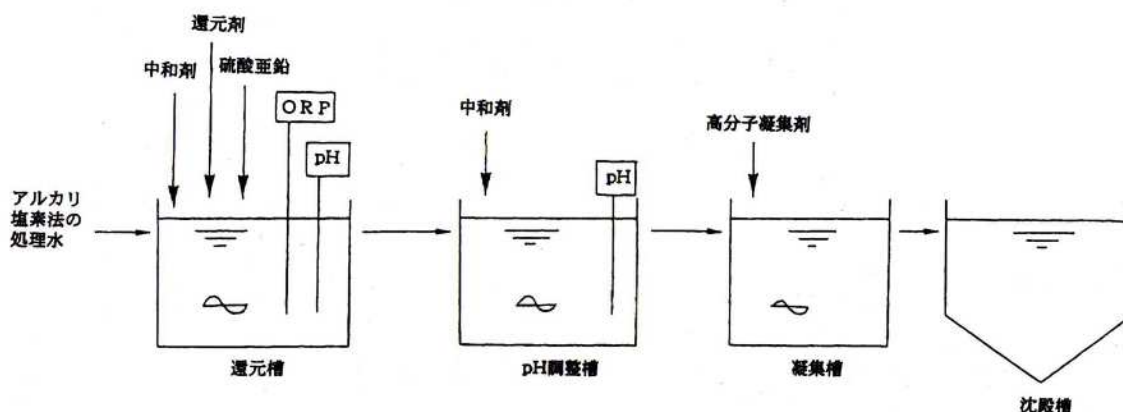 還元剤
中和剤
硫酸亜鉛
ORP
pH
中和剤
pH
高分子凝集剤
アルカリ
塩素法の
処理水
還元槽
pH調整槽
凝集槽
沈殿槽